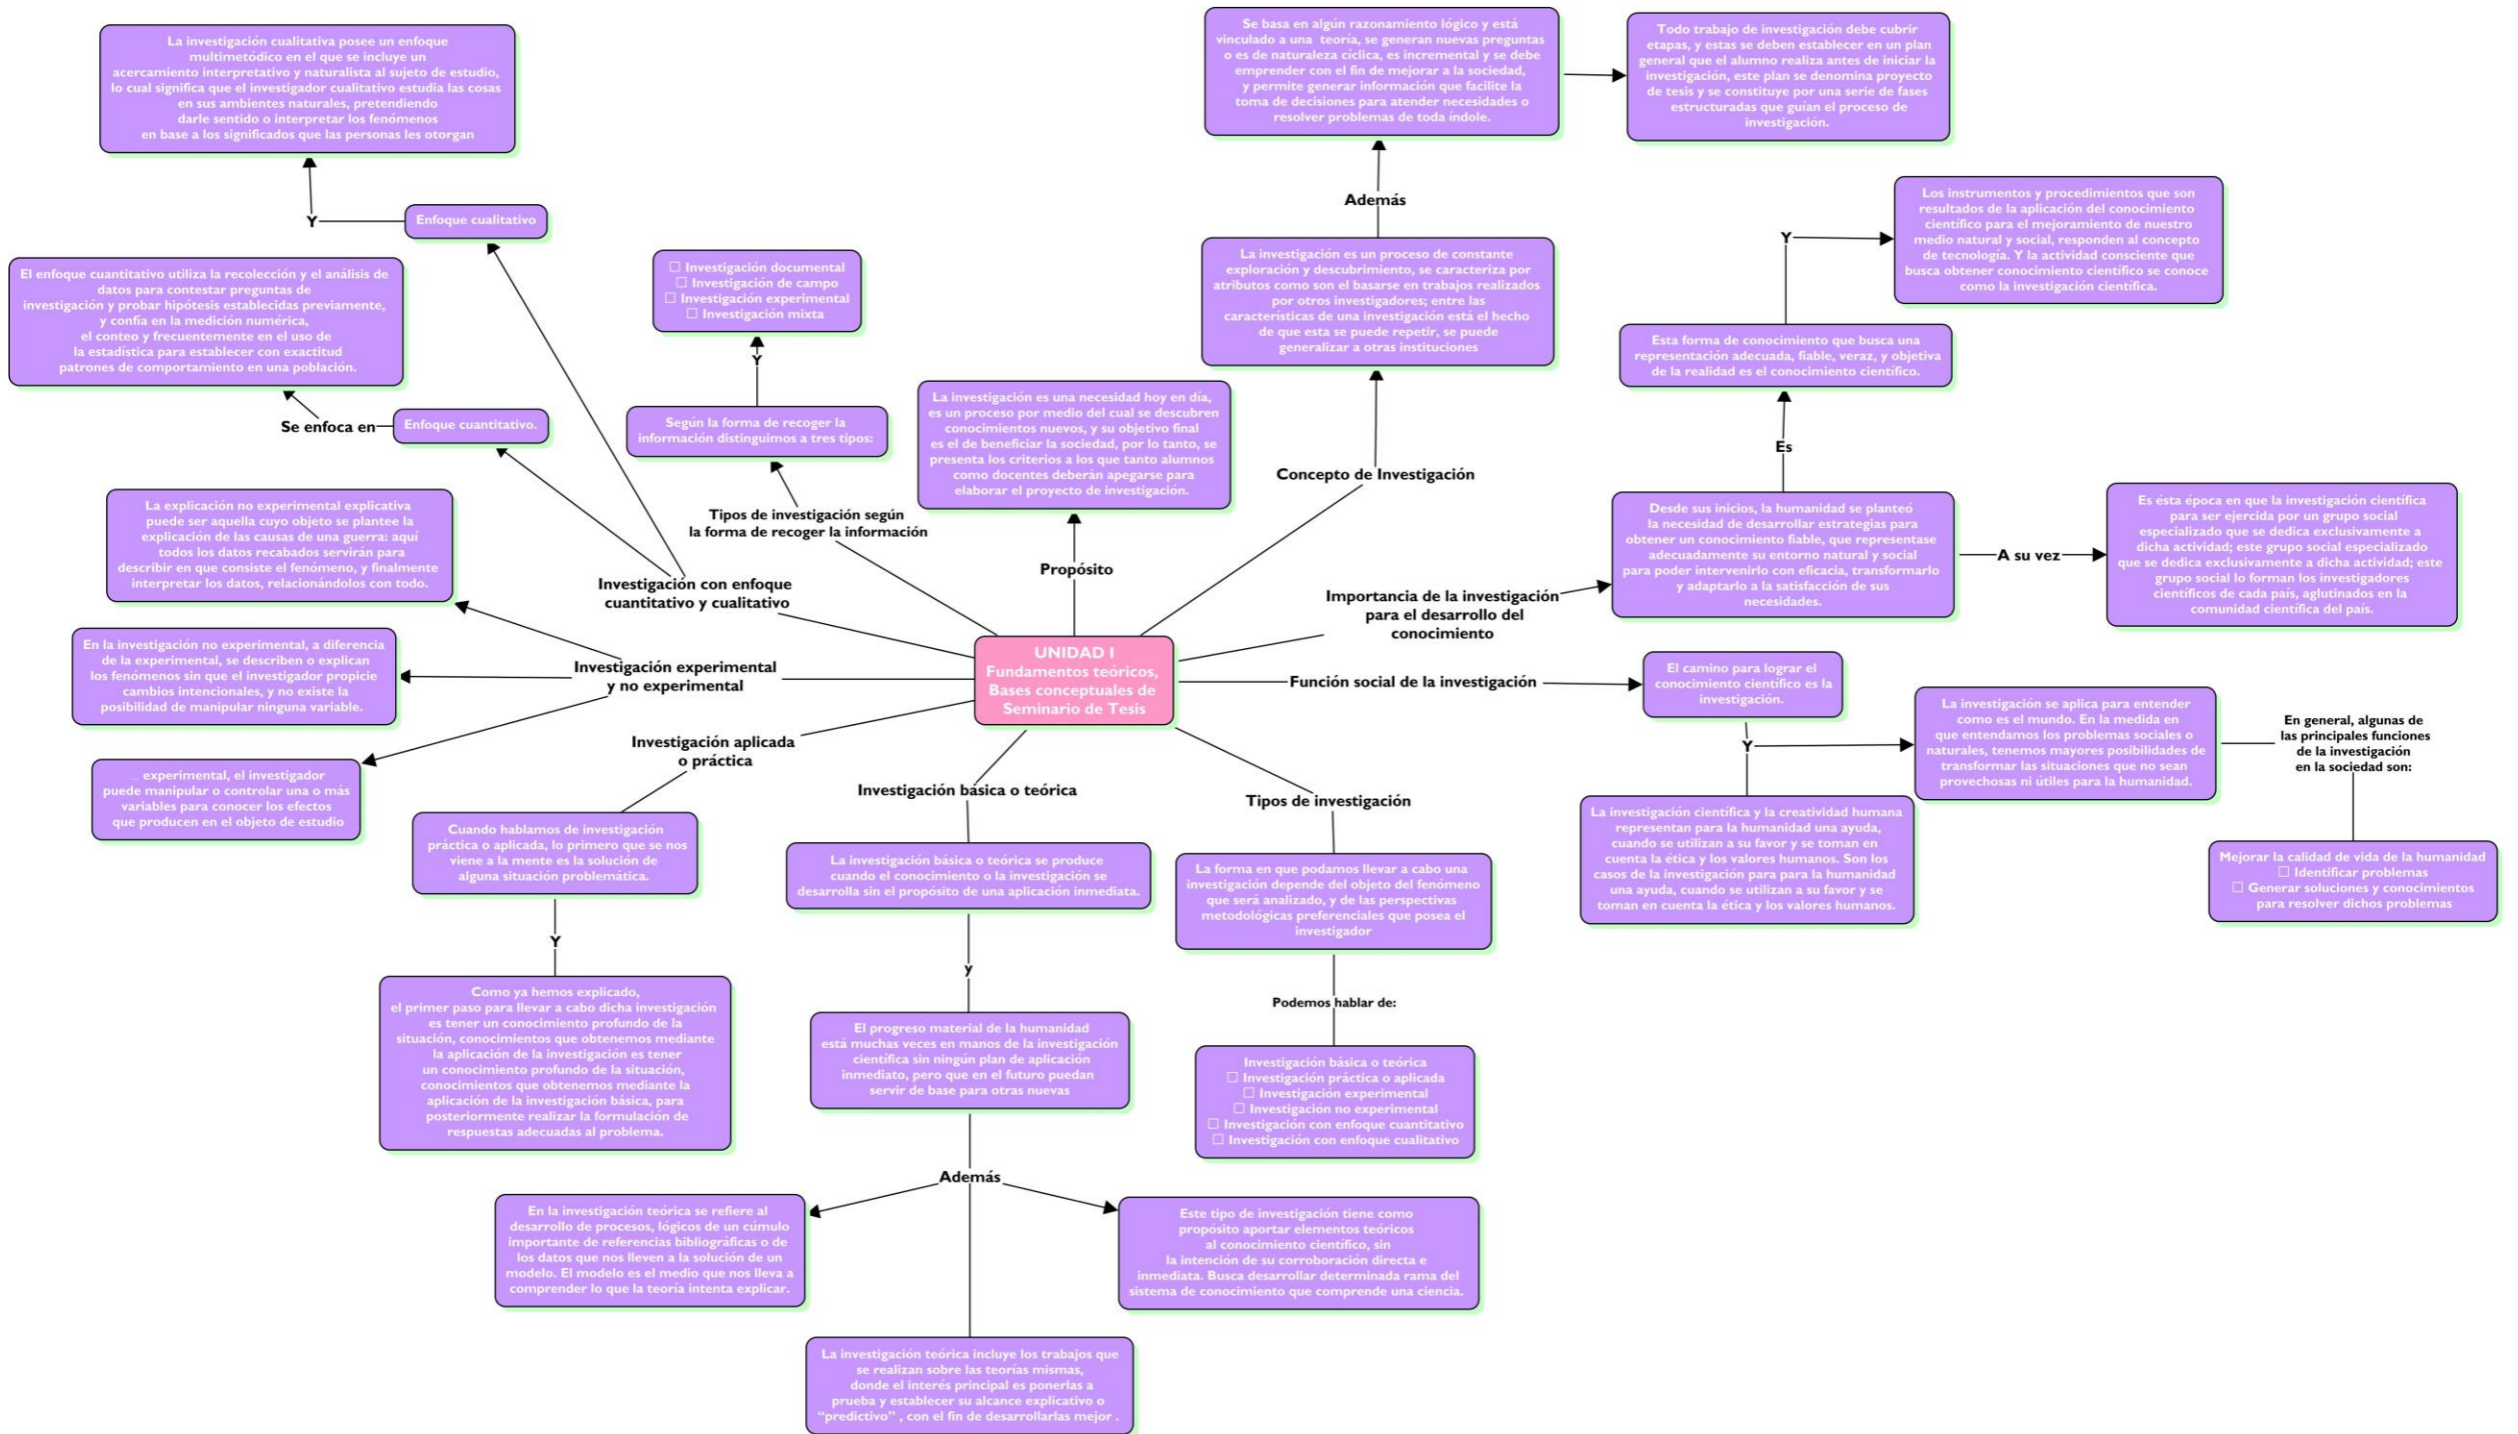 La investigación cualitativa posee un enfoque
multimetódico en el que se incluye un
acercamiento interpretativo y naturalista al sujeto de estudio,
lo cual significa que el investigador cualitativo estudia las cosas
en sus ambientes naturales, pretendiendo
darle sentido o interpretar los fenómenos
en base a los significados que las personas les otorgan
Y
Enfoque cualitativo
El enfoque cuantitativo utiliza la recolección y el análisis de
datos para contestar preguntas de
investigación y probar hipótesis establecidas previamente,
y confía en la medición numérica,
el conteo y frecuentemente en el uso de
la estadística para establecer con exactitud
patrones de comportamiento en una población.
Se enfoca en
Enfoque cuantitativo.
Investigación con enfoque
cuantitativo y cualitativo
☐ Investigación documental
☐ Investigación de campo
☐ Investigación experimental
☐ Investigación mixta
Y
Según la forma de recoger la
información distinguimos a tres tipos:
Tipos de investigación según
la forma de recoger la información
La investigación es una necesidad hoy en día,
es un proceso por medio del cual se descubren
conocimientos nuevos, y su objetivo final
es el de beneficiar la sociedad, por lo tanto, se
presenta los criterios a los que tanto alumnos
como docentes deberán apegarse para
elaborar el proyecto de investigación.
Propósito
Se basa en algún razonamiento lógico y está
vinculado a una teoría, se generan nuevas preguntas
o es de naturaleza cíclica, es incremental y se debe
emprender con el fin de mejorar a la sociedad,
y permite generar información que facilite la
toma de decisiones para atender necesidades o
resolver problemas de toda índole.
Todo trabajo de investigación debe cubrir
etapas, y estas se deben establecer en un plan
general que el alumno realiza antes de iniciar la
investigación, este plan se denomina proyecto
de tesis y se constituye por una serie de fases
estructuradas que guían el proceso de
investigación.
Además
La investigación es un proceso de constante
exploración y descubrimiento, se caracteriza por
atributos como son el basarse en trabajos realizados
por otros investigadores; entre las
características de una investigación está el hecho
de que esta se puede repetir, se puede
generalizar a otras instituciones
Concepto de Investigación
Los instrumentos y procedimientos que son
resultados de la aplicación del conocimiento
científico para el mejoramiento de nuestro
medio natural y social, responden al concepto
de tecnología. Y la actividad consciente que
busca obtener conocimiento científico se conoce
como la investigación científica.
Y
Esta forma de conocimiento que busca una
representación adecuada, fiable, veraz, y objetiva
de la realidad es el conocimiento científico.
Es
Desde sus inicios, la humanidad se planteó
la necesidad de desarrollar estrategias para
obtener un conocimiento fiable, que representase
adecuadamente su entorno natural y social
para poder intervenirlo con eficacia, transformarlo
y adaptarlo a la satisfacción de sus
necesidades.
A su vez
Es ésta época en que la investigación científica
para ser ejercida por un grupo social
especializado que se dedica exclusivamente a
dicha actividad; este grupo social especializado
que se dedica exclusivamente a dicha actividad; este
grupo social lo forman los investigadores
científicos de cada país, aglutinados en la
comunidad científica del país.
Importancia de la investigación
para el desarrollo del
conocimiento
UNIDAD I
Fundamentos teóricos,
Bases conceptuales de
Seminario de Tesis
La explicación no experimental explicativa
puede ser aquella cuyo objeto se plantee la
explicación de las causas de una guerra: aquí
todos los datos recabados servirán para
describir en que consiste el fenómeno, y finalmente
interpretar los datos, relacionándolos con todo.
En la investigación no experimental, a diferencia
de la experimental, se describen o explican
los fenómenos sin que el investigador propicie
cambios intencionales, y no existe la
posibilidad de manipular ninguna variable.
Investigación experimental
y no experimental
experimental, el investigador
puede manipular o controlar una o más
variables para conocer los efectos
que producen en el objeto de estudio
Función social de la investigación
El camino para lograr el
conocimiento científico es la
investigación.
Y
La investigación se aplica para entender
como es el mundo. En la medida en
que entendamos los problemas sociales o
naturales, tenemos mayores posibilidades de
transformar las situaciones que no sean
provechosas ni útiles para la humanidad.
En general, algunas de
las principales funciones
de la investigación
en la sociedad son:
La investigación científica y la creatividad humana
representan para la humanidad una ayuda,
cuando se utilizan a su favor y se toman en
cuenta la ética y los valores humanos. Son los
casos de la investigación para para la humanidad
una ayuda, cuando se utilizan a su favor y se
toman en cuenta la ética y los valores humanos.
Mejorar la calidad de vida de la humanidad
☐ Identificar problemas
☐ Generar soluciones y conocimientos
para resolver dichos problemas
Investigación aplicada
o práctica
Cuando hablamos de investigación
práctica o aplicada, lo primero que se nos
viene a la mente es la solución de
alguna situación problemática.
Y
Como ya hemos explicado,
el primer paso para llevar a cabo dicha investigación
es tener un conocimiento profundo de la
situación, conocimientos que obtenemos mediante
la aplicación de la investigación es tener
un conocimiento profundo de la situación,
conocimientos que obtenemos mediante la
aplicación de la investigación básica, para
posteriormente realizar la formulación de
respuestas adecuadas al problema.
Investigación básica o teórica
La investigación básica o teórica se produce
cuando el conocimiento o la investigación se
desarrolla sin el propósito de una aplicación inmediata.
y
El progreso material de la humanidad
está muchas veces en manos de la investigación
científica sin ningún plan de aplicación
inmediato, pero que en el futuro puedan
servir de base para otras nuevas
Además
En la investigación teórica se refiere al
desarrollo de procesos, lógicos de un cúmulo
importante de referencias bibliográficas o de
los datos que nos lleven a la solución de un
modelo. El modelo es el medio que nos lleva a
comprender lo que la teoría intenta explicar.
Este tipo de investigación tiene como
propósito aportar elementos teóricos
al conocimiento científico, sin
la intención de su corroboración directa e
inmediata. Busca desarrollar determinada rama del
sistema de conocimiento que comprende una ciencia.
La investigación teórica incluye los trabajos que
se realizan sobre las teorías mismas,
donde el interés principal es ponerlas a
prueba y establecer su alcance explicativo o
“predictivo” , con el fin de desarrollarlas mejor .
Tipos de investigación
La forma en que podamos llevar a cabo una
investigación depende del objeto del fenómeno
que será analizado, y de las perspectivas
metodológicas preferenciales que posea el
investigador
Podemos hablar de:
Investigación básica o teórica
☐ Investigación práctica o aplicada
☐ Investigación experimental
☐ Investigación no experimental
☐ Investigación con enfoque cuantitativo
☐ Investigación con enfoque cualitativo